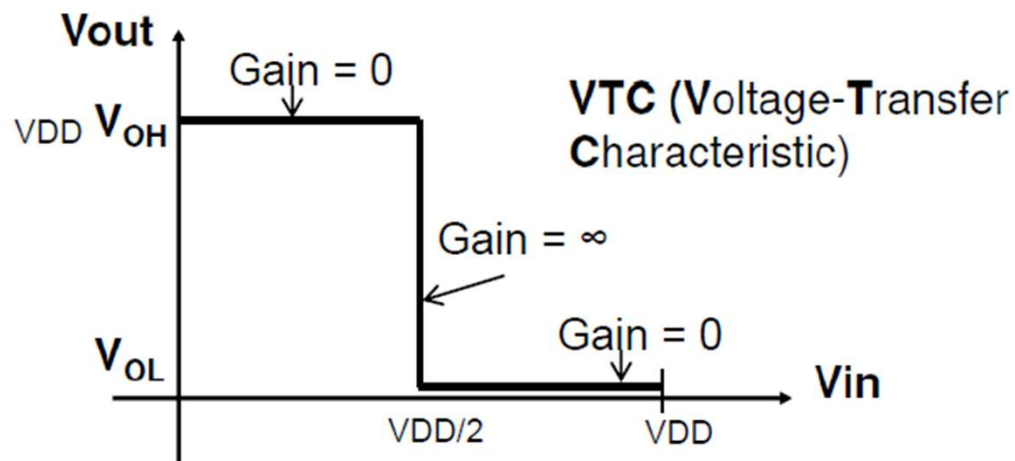 Vout
Gain = 0
VTC (Voltage-Transfer
Characteristic)
VDD VOH
Gain = ∞
Gain = 0
VOL
Vin
VDD/2
VDD